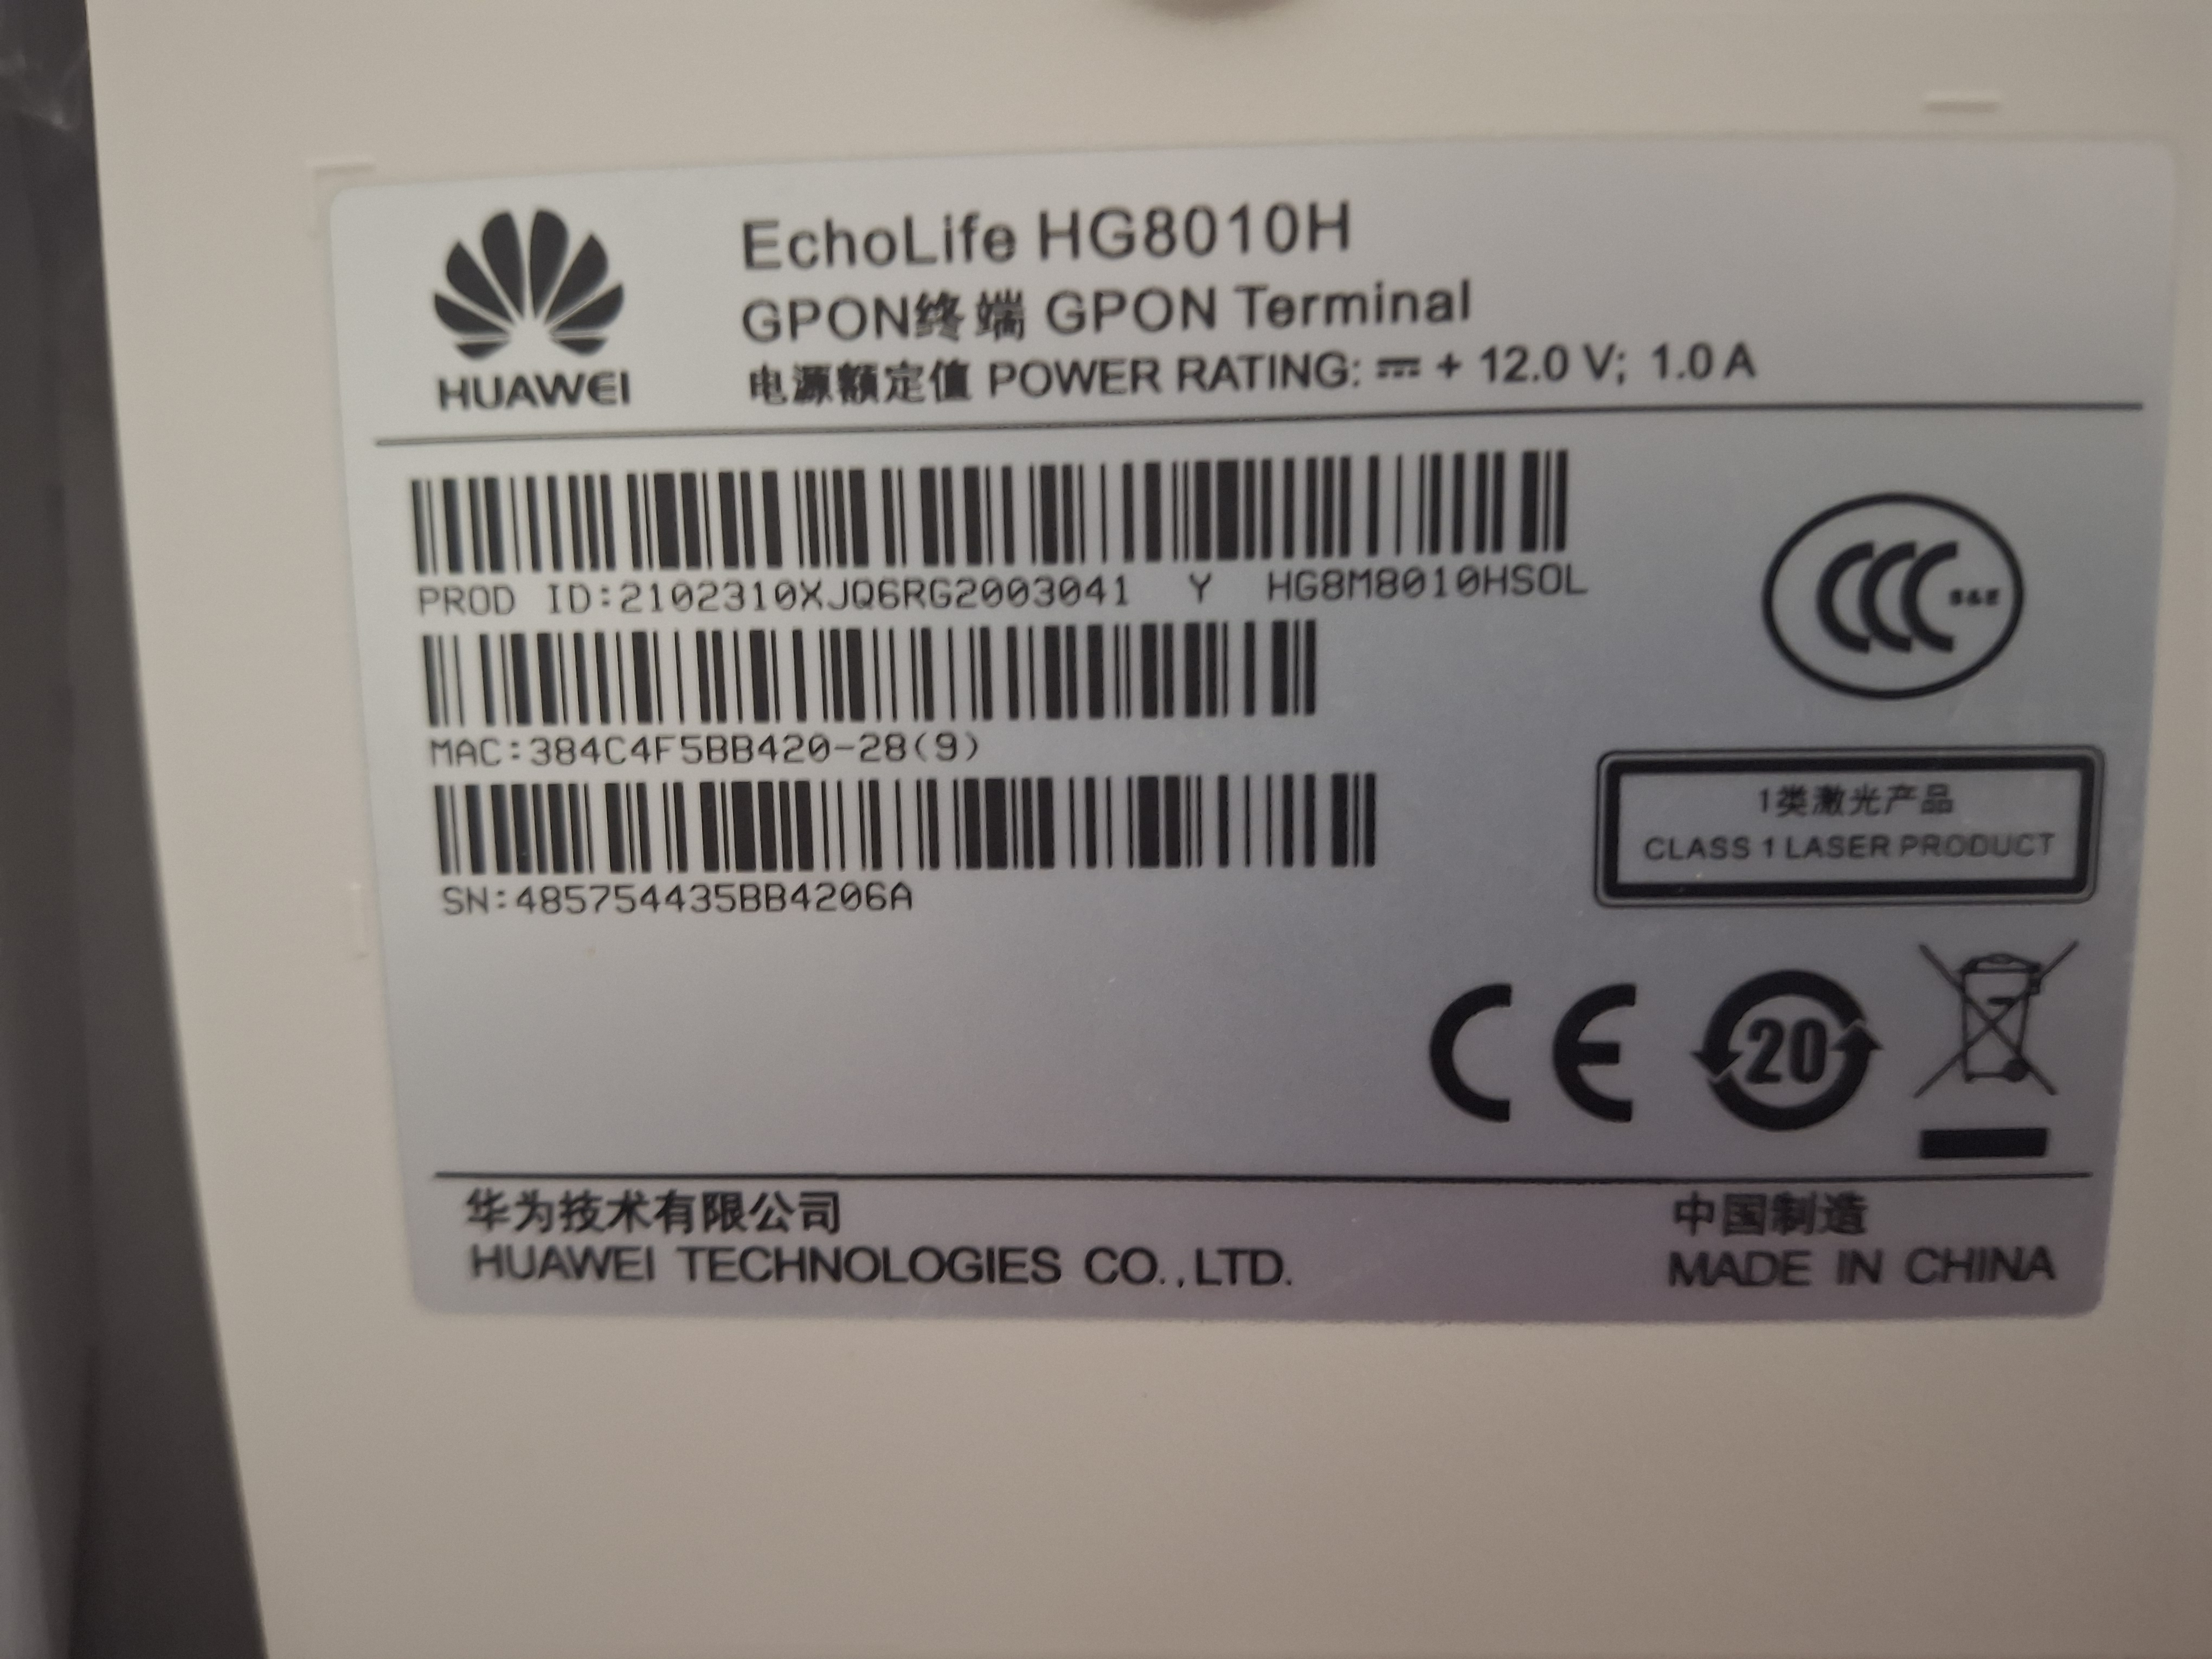 HUAWEI
EchoLife HG8010H
GPON终端 GPON Terminal
电源额定值 POWER RATING: ⎓ + 12.0 V; 1.0 A
PROD ID:2102310XJQ6RG2003041 Y HG8M8010HSOL
MAC:384C4F5BB420-28(9)
SN:485754435BB4206A
CCC S&E
1类激光产品
CLASS 1 LASER PRODUCT
CE 20
华为技术有限公司
HUAWEI TECHNOLOGIES CO.,LTD.
中国制造
MADE IN CHINA